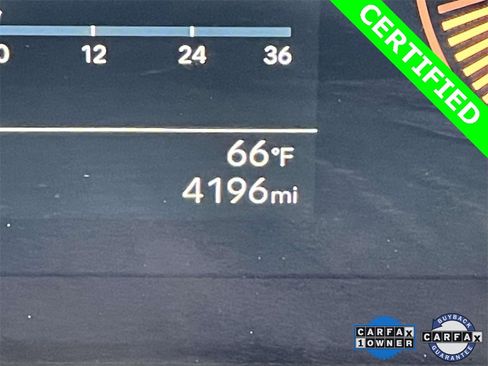 0 12 24 36
CERTIFIED
66°F
4196mi
CARFAX
1 OWNER
BUYBACK
CARFAX
GUARANTEE